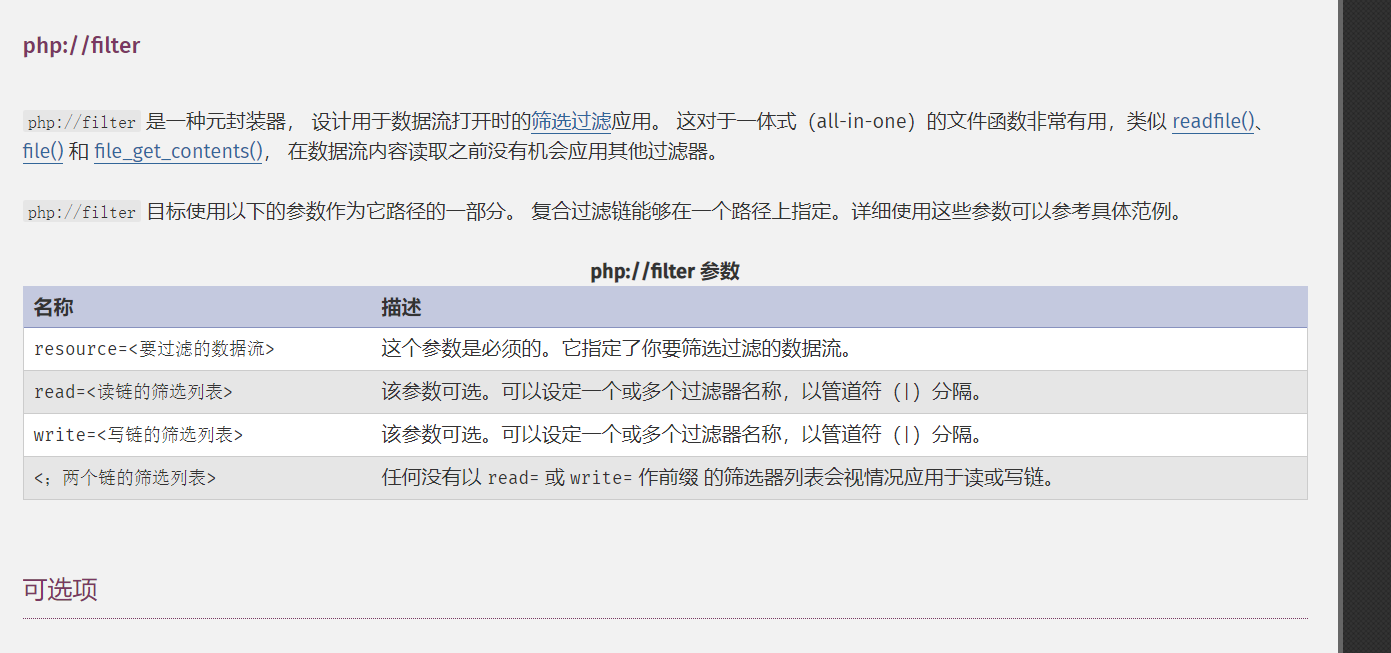 php://filter
php://filter 是一种元封装器， 设计用于数据流打开时的筛选过滤应用。 这对于一体式（all-in-one）的文件函数非常有用，类似 readfile()、
file() 和 file_get_contents()， 在数据流内容读取之前没有机会应用其他过滤器。
php://filter 目标使用以下的参数作为它路径的一部分。 复合过滤链能够在一个路径上指定。详细使用这些参数可以参考具体范例。
php://filter 参数
名称 描述
resource=<要过滤的数据流> 这个参数是必须的。它指定了你要筛选过滤的数据流。
read=<读链的筛选列表> 该参数可选。可以设定一个或多个过滤器名称，以管道符（|）分隔。
write=<写链的筛选列表> 该参数可选。可以设定一个或多个过滤器名称，以管道符（|）分隔。
<；两个链的筛选列表> 任何没有以 read= 或 write= 作前缀 的筛选器列表会视情况应用于读或写链。
可选项